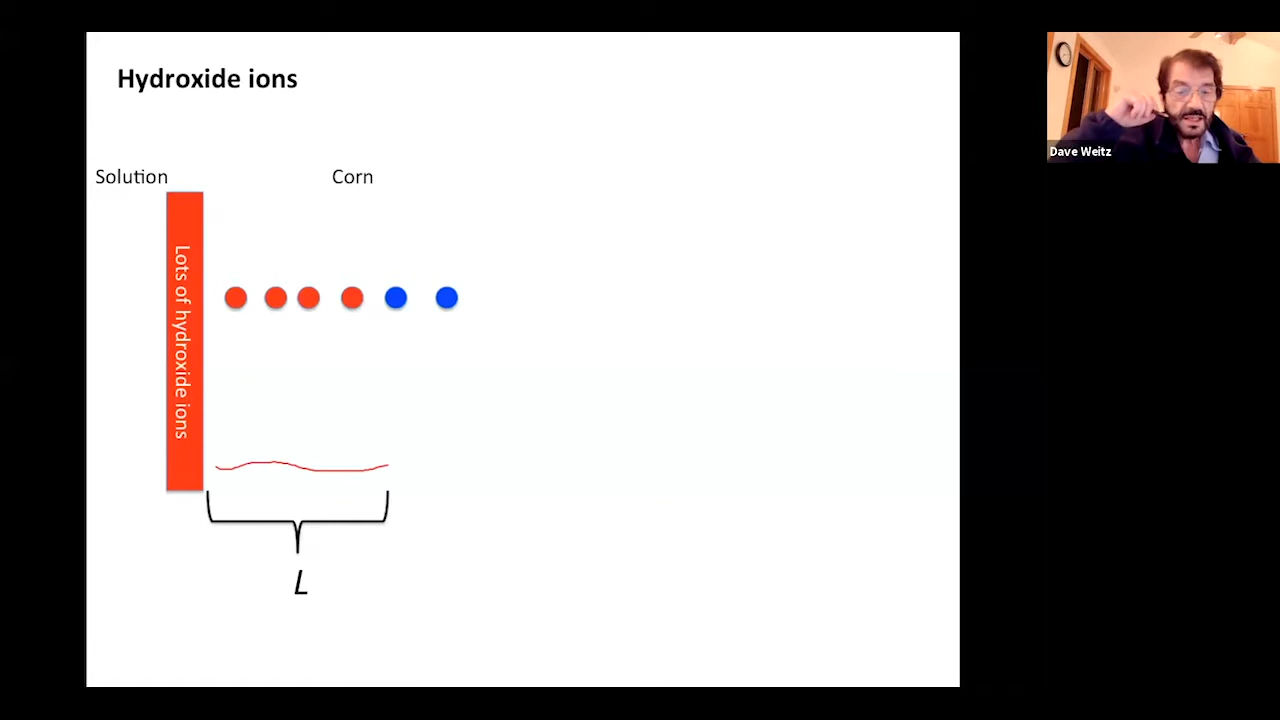 Hydroxide ions
Dave Weitz
Solution
Corn
Lots of hydroxide ions
L